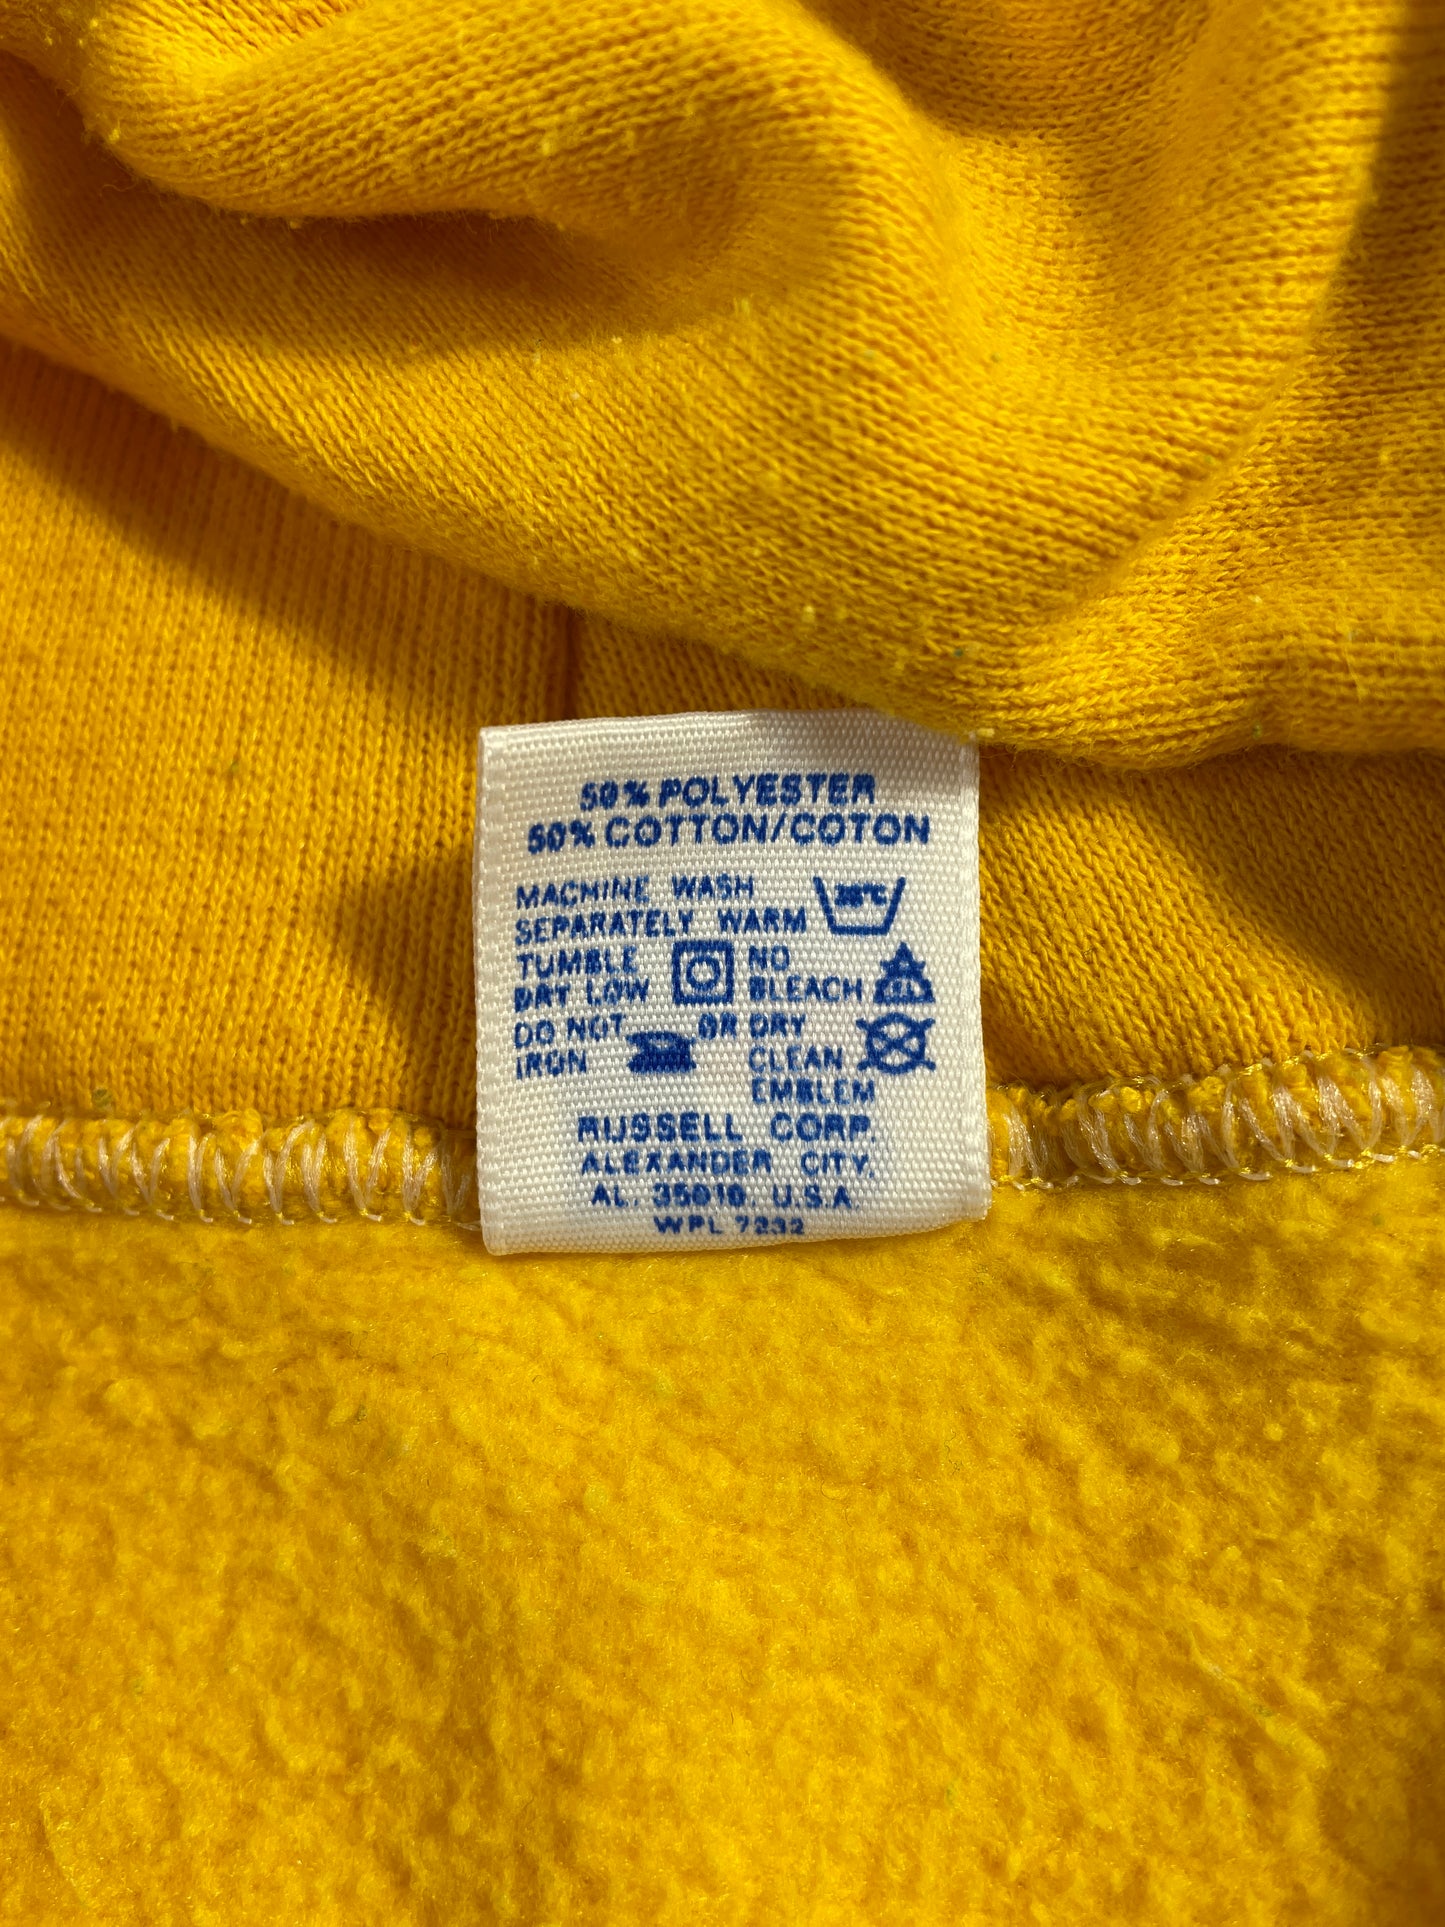 50% POLYESTER
50% COTTON/COTON
MACHINE WASH
SEPARATELY WARM
TUMBLE NO
DRY LOW BLEACH
DO NOT OR DRY
IRON CLEAN
EMBLEM
RUSSELL CORP.
ALEXANDER CITY,
AL. 35010, U.S.A.
WPL 7232